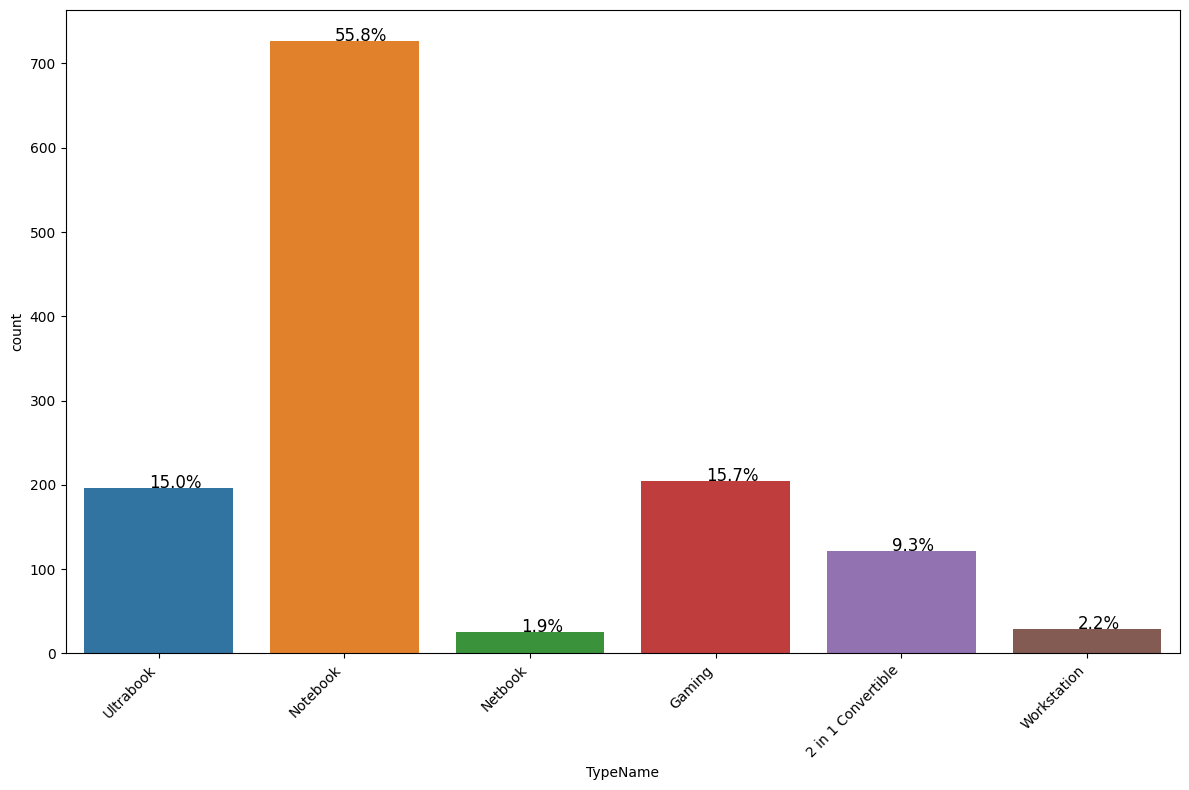 55.8%
700
600
500
400
300
200
100
0
count
15.0%
1.9%
15.7%
9.3%
2.2%
Ultrabook
Notebook
Netbook
Gaming
2 in 1 Convertible
Workstation
TypeName